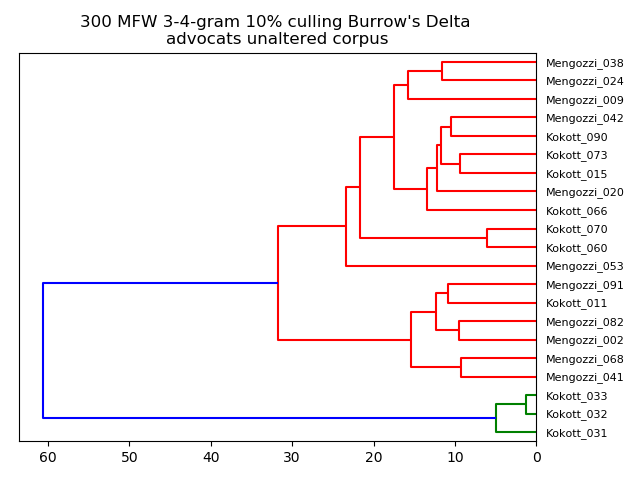 300 MFW 3-4-gram 10% culling Burrow's Delta
advocats unaltered corpus
Mengozzi_038
Mengozzi_024
Mengozzi_009
Mengozzi_042
Kokott_090
Kokott_073
Kokott_015
Mengozzi_020
Kokott_066
Kokott_070
Kokott_060
Mengozzi_053
Mengozzi_091
Kokott_011
Mengozzi_082
Mengozzi_002
Mengozzi_068
Mengozzi_041
Kokott_033
Kokott_032
Kokott_031
60 50 40 30 20 10 0